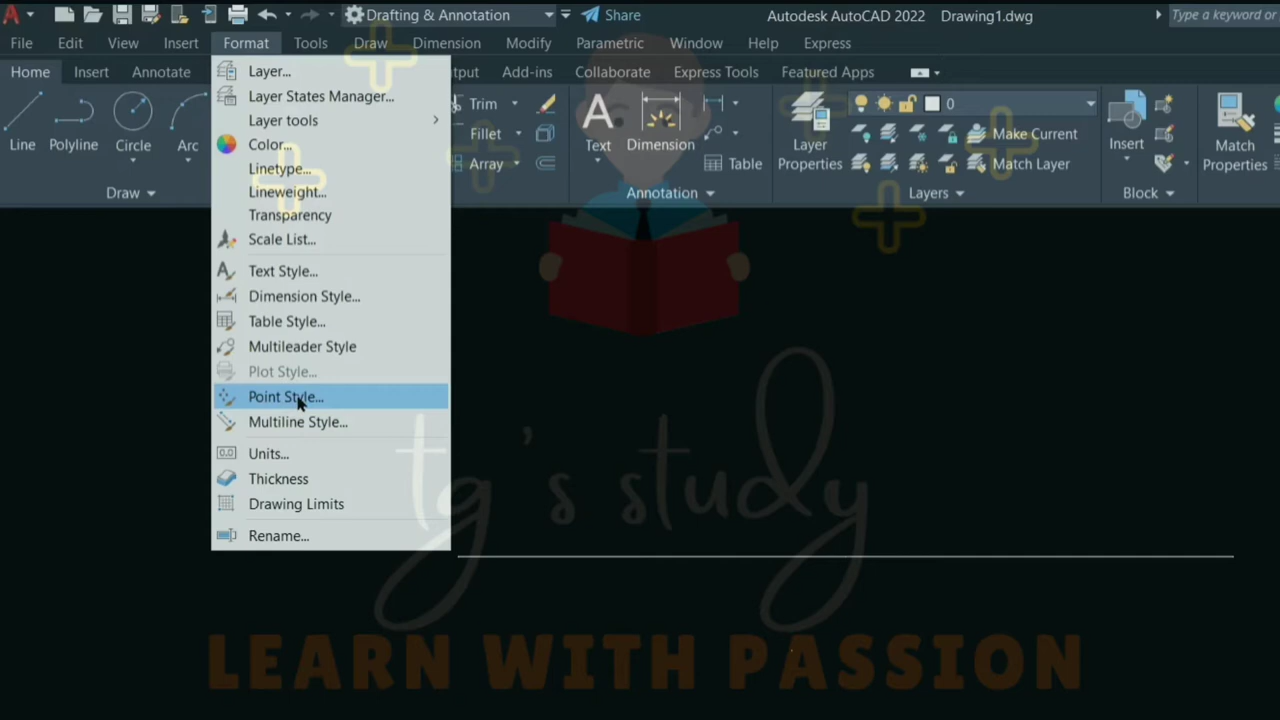 Drafting & Annotation
Share
Autodesk AutoCAD 2022 Drawing1.dwg
Type a keyword or
File Edit View Insert Format Tools Draw Dimension Modify Parametric Window Help Express
Home Insert Annotate Add-ins Collaborate Express Tools Featured Apps
Line
Polyline
Circle
Arc
Draw
Layer...
Layer States Manager...
Layer tools
Color...
Linetype...
Lineweight...
Transparency
Scale List...
Text Style...
Dimension Style...
Table Style...
Multileader Style
Plot Style...
Point Style...
Multiline Style...
Units...
0.0
Thickness
Drawing Limits
Rename...
Trim
Fillet
Array
A
Text
Dimension
Table
Annotation
Layer
Properties
0
Make Current
Match Layer
Layers
Insert
Block
Match
Properties
tg's study
LEARN WITH PASSION